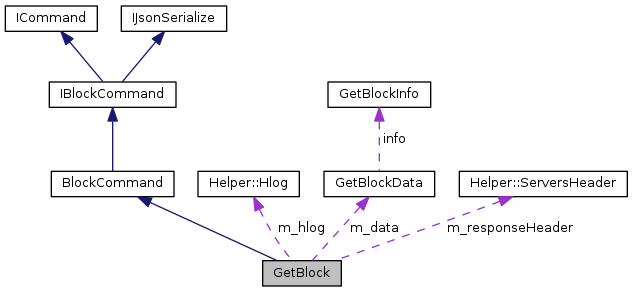 ICommand
IJsonSerialize
IBlockCommand
GetBlockInfo
info
BlockCommand
Helper::Hlog
GetBlockData
Helper::ServersHeader
m_hlog
m_data
m_responseHeader
GetBlock